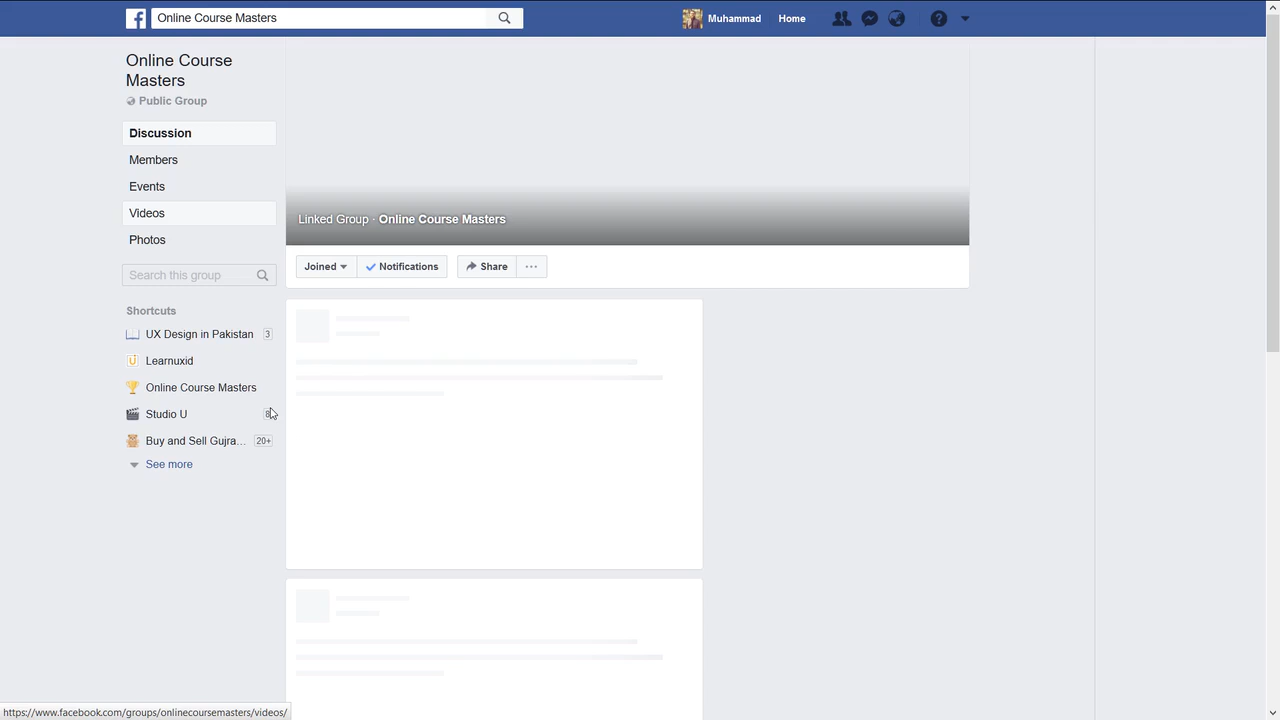 Online Course Masters
Muhammad
Home
Online Course
Masters
Public Group
Discussion
Members
Events
Videos
Photos
Search this group
Shortcuts
UX Design in Pakistan 3
Learnuxid
Online Course Masters
Studio U
Buy and Sell Gujra... 20+
See more
Linked Group · Online Course Masters
Joined
Notifications
Share
https://www.facebook.com/groups/onlinecoursemasters/videos/